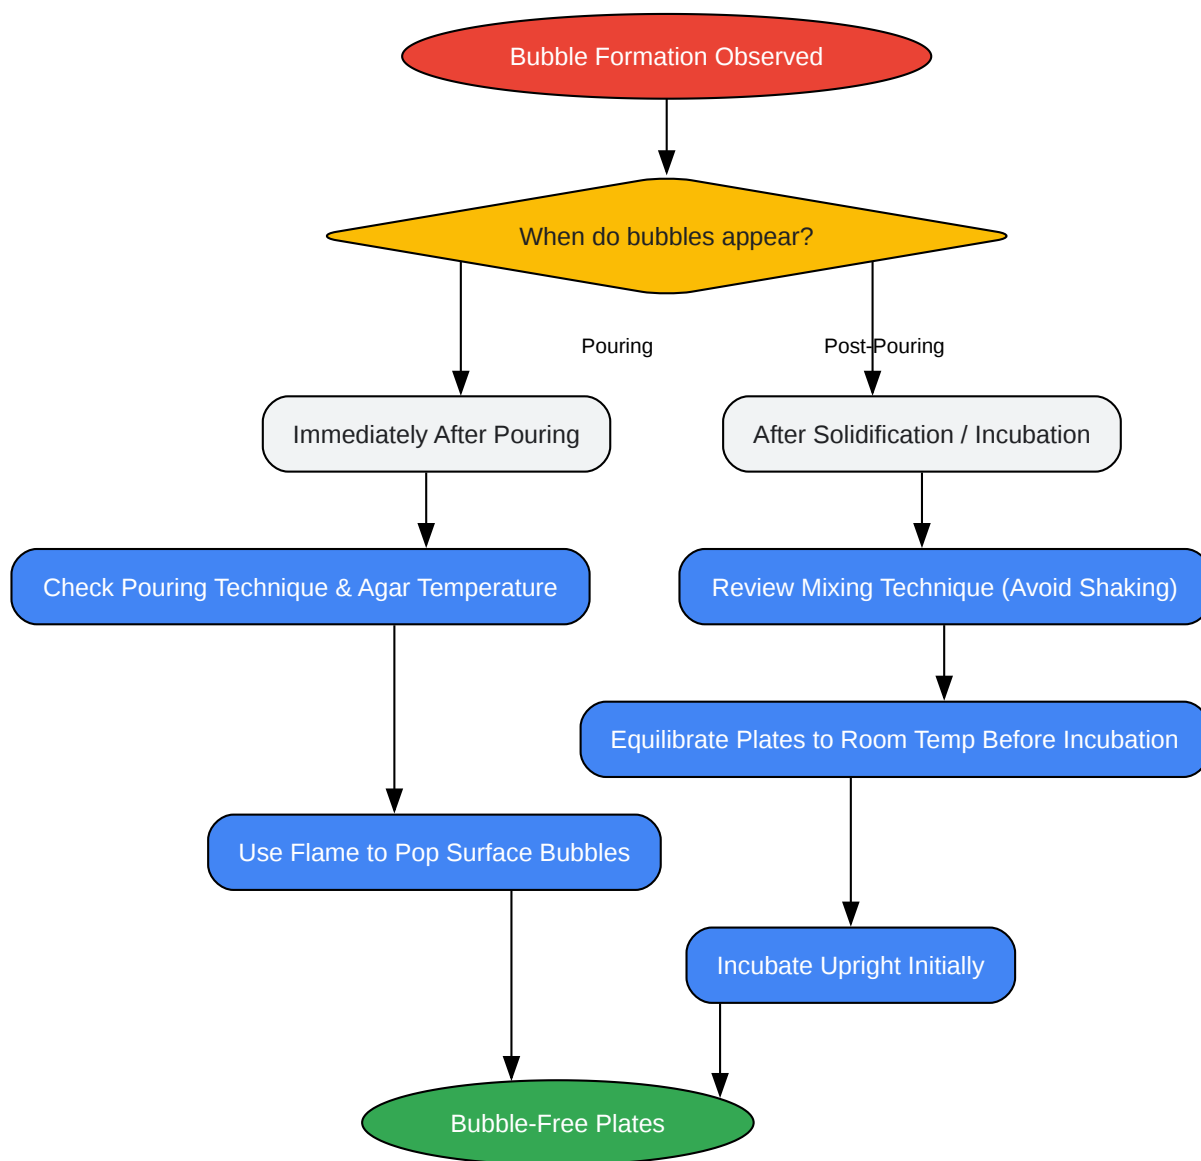 Bubble Formation Observed
When do bubbles appear?
Pouring
Post-Pouring
Immediately After Pouring
After Solidification / Incubation
Check Pouring Technique & Agar Temperature
Review Mixing Technique (Avoid Shaking)
Equilibrate Plates to Room Temp Before Incubation
Use Flame to Pop Surface Bubbles
Incubate Upright Initially
Bubble-Free Plates